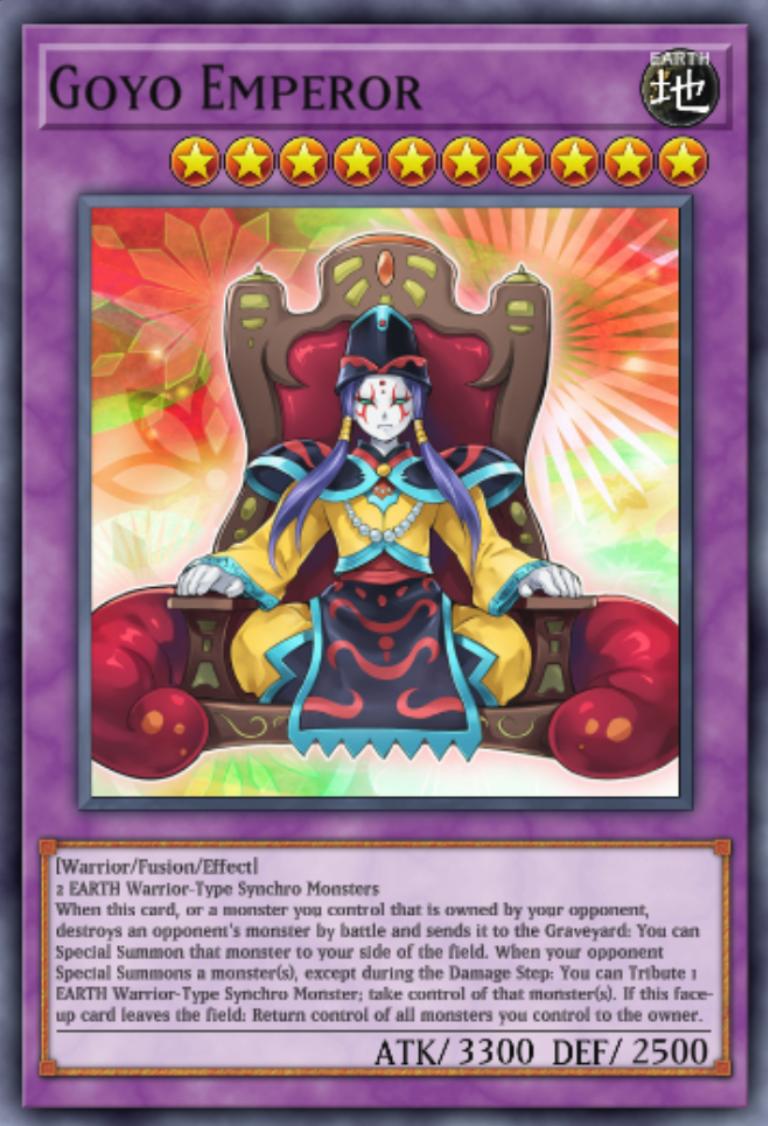 Goyo Emperor
EARTH
地
[Warrior/Fusion/Effect]
2 EARTH Warrior-Type Synchro Monsters
When this card, or a monster you control that is owned by your opponent,
destroys an opponent's monster by battle and sends it to the Graveyard: You can
Special Summon that monster to your side of the field. When your opponent
Special Summons a monster(s), except during the Damage Step: You can Tribute 1
EARTH Warrior-Type Synchro Monster; take control of that monster(s). If this face-
up card leaves the field: Return control of all monsters you control to the owner.
ATK/ 3300 DEF/ 2500